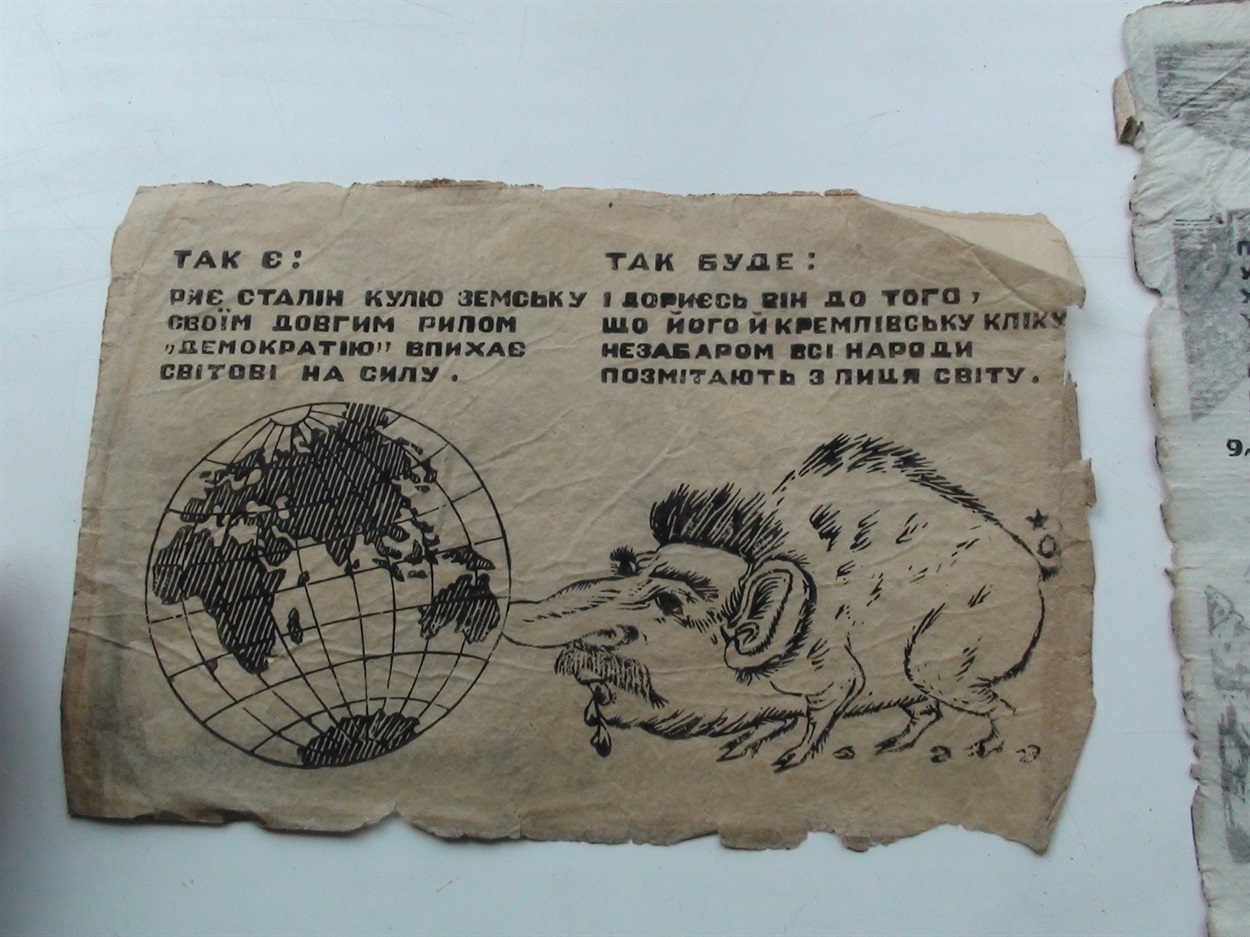 ТАК Є:
РИЄ СТАЛІН КУЛЮ ЗЕМСЬКУ
СВОЇМ ДОВГИМ РИЛОМ
„ДЕМОКРАТІЮ" ВПИХАЄ
СВІТОВІ НА СИЛУ.
ТАК БУДЕ:
І ДОРИЄСЬ ВІН ДО ТОГО,
ЩО ЙОГО Й КРЕМЛІВСЬКУ КЛІКУ
НЕЗАБАРОМ ВСІ НАРОДИ
ПОЗМІТАЮТЬ З ЛИЦЯ СВІТУ.
9,